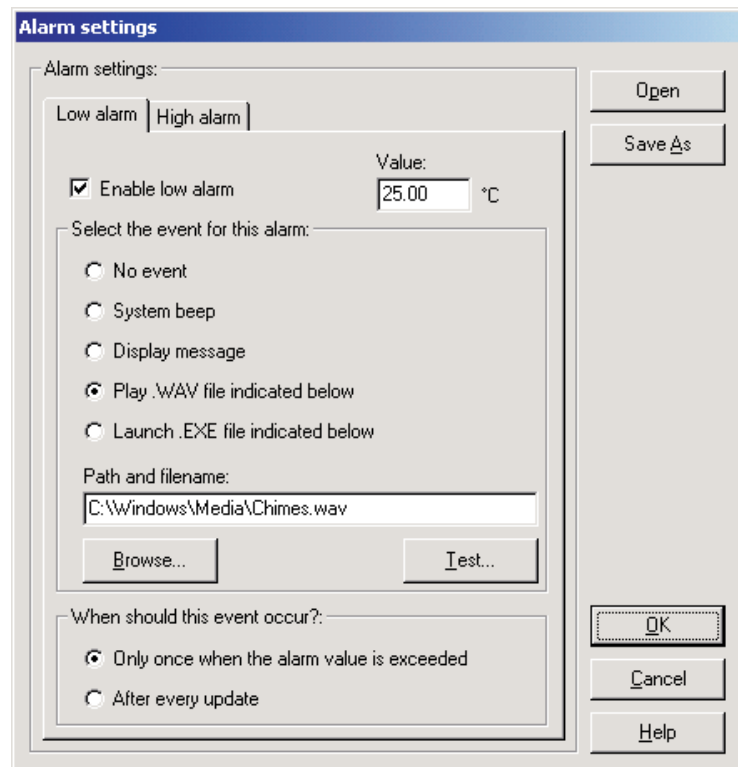 Alarm settings
Alarm settings:
Open
Low alarm High alarm
Save As
Value:
Enable low alarm 25.00 °C
Select the event for this alarm:
No event
System beep
Display message
Play .WAV file indicated below
Launch .EXE file indicated below
Path and filename:
C:\Windows\Media\Chimes.wav
Browse... Test...
When should this event occur?:
OK
Only once when the alarm value is exceeded
Cancel
After every update
Help